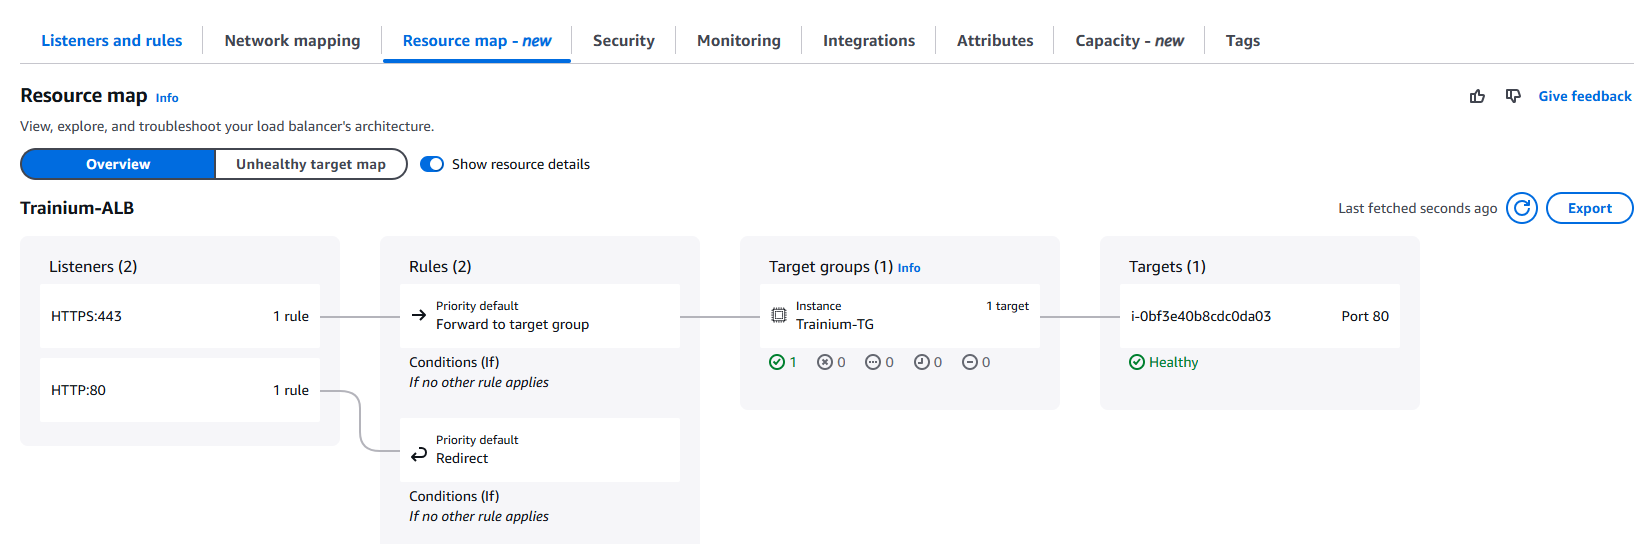 Listeners and rules
Network mapping
Resource map - new
Security
Monitoring
Integrations
Attributes
Capacity - new
Tags
Resource map Info
Give feedback
View, explore, and troubleshoot your load balancer's architecture.
Overview
Unhealthy target map
Show resource details
Trainium-ALB
Last fetched seconds ago
Export
Listeners (2)
HTTPS:443 1 rule
HTTP:80 1 rule
Rules (2)
Priority default
Forward to target group
Conditions (If)
If no other rule applies
Priority default
Redirect
Conditions (If)
If no other rule applies
Target groups (1) Info
Instance 1 target
Trainium-TG
1 0 0 0 0
Targets (1)
i-0bf3e40b8cdc0da03 Port 80
Healthy